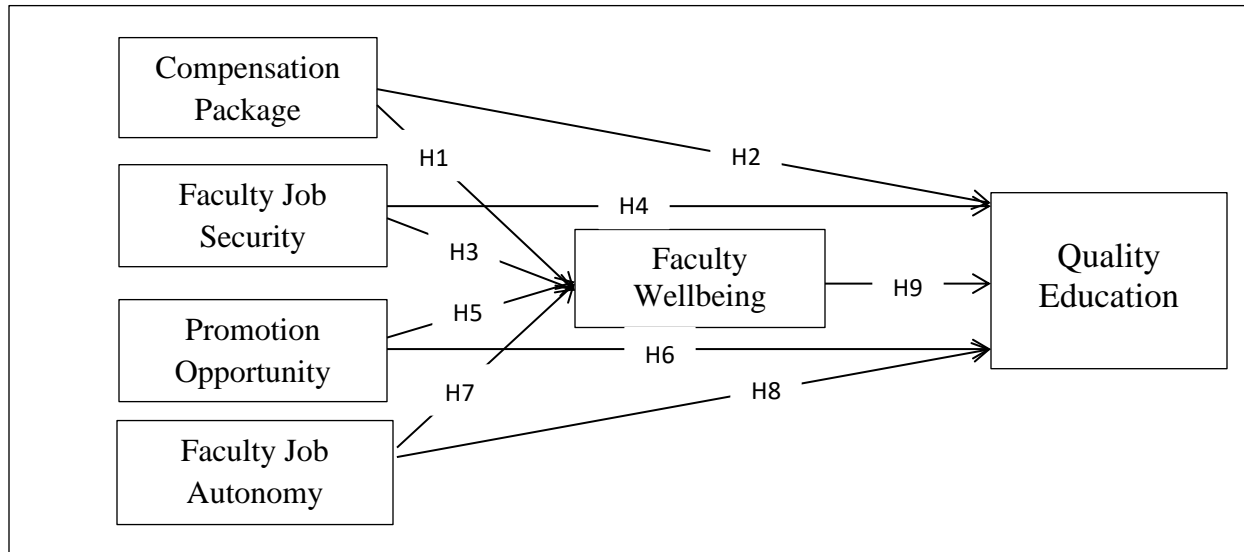 Compensation
Package
H1
H2
Faculty Job
Security
H4
H3
Faculty
Wellbeing
H9
Quality
Education
H5
Promotion
Opportunity
H6
H7
H8
Faculty Job
Autonomy